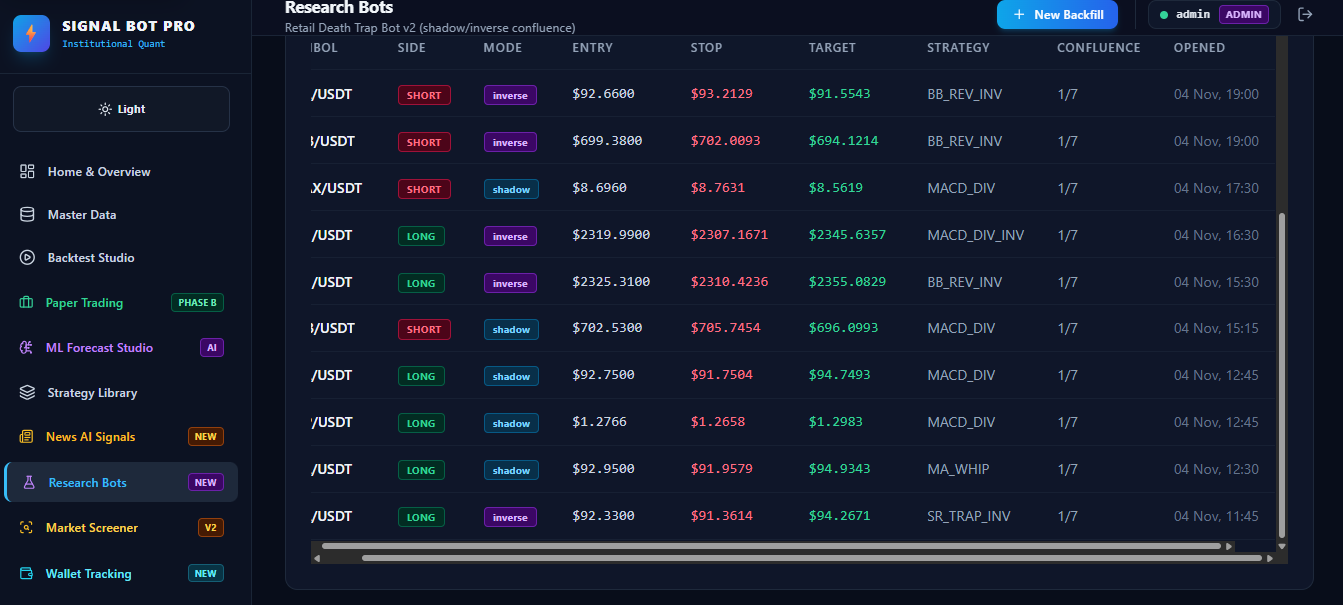 SIGNAL BOT PRO
Institutional Quant
Light
Home & Overview
Master Data
Backtest Studio
Paper Trading PHASE B
ML Forecast Studio AI
Strategy Library
News AI Signals NEW
Research Bots NEW
Market Screener V2
Wallet Tracking NEW
Research Bots
Retail Death Trap Bot v2 (shadow/inverse confluence)
+ New Backfill
admin ADMIN
BOL SIDE MODE ENTRY STOP TARGET STRATEGY CONFLUENCE OPENED
/USDT SHORT inverse $92.6600 $93.2129 $91.5543 BB_REV_INV 1/7 04 Nov, 19:00
/USDT SHORT inverse $699.3800 $702.0093 $694.1214 BB_REV_INV 1/7 04 Nov, 19:00
X/USDT SHORT shadow $8.6960 $8.7631 $8.5619 MACD_DIV 1/7 04 Nov, 17:30
/USDT LONG inverse $2319.9900 $2307.1671 $2345.6357 MACD_DIV_INV 1/7 04 Nov, 16:30
/USDT LONG inverse $2325.3100 $2310.4236 $2355.0829 BB_REV_INV 1/7 04 Nov, 15:30
/USDT SHORT shadow $702.5300 $705.7454 $696.0993 MACD_DIV 1/7 04 Nov, 15:15
/USDT LONG shadow $92.7500 $91.7504 $94.7493 MACD_DIV 1/7 04 Nov, 12:45
/USDT LONG shadow $1.2766 $1.2658 $1.2983 MACD_DIV 1/7 04 Nov, 12:45
/USDT LONG shadow $92.9500 $91.9579 $94.9343 MA_WHIP 1/7 04 Nov, 12:30
/USDT LONG inverse $92.3300 $91.3614 $94.2671 SR_TRAP_INV 1/7 04 Nov, 11:45